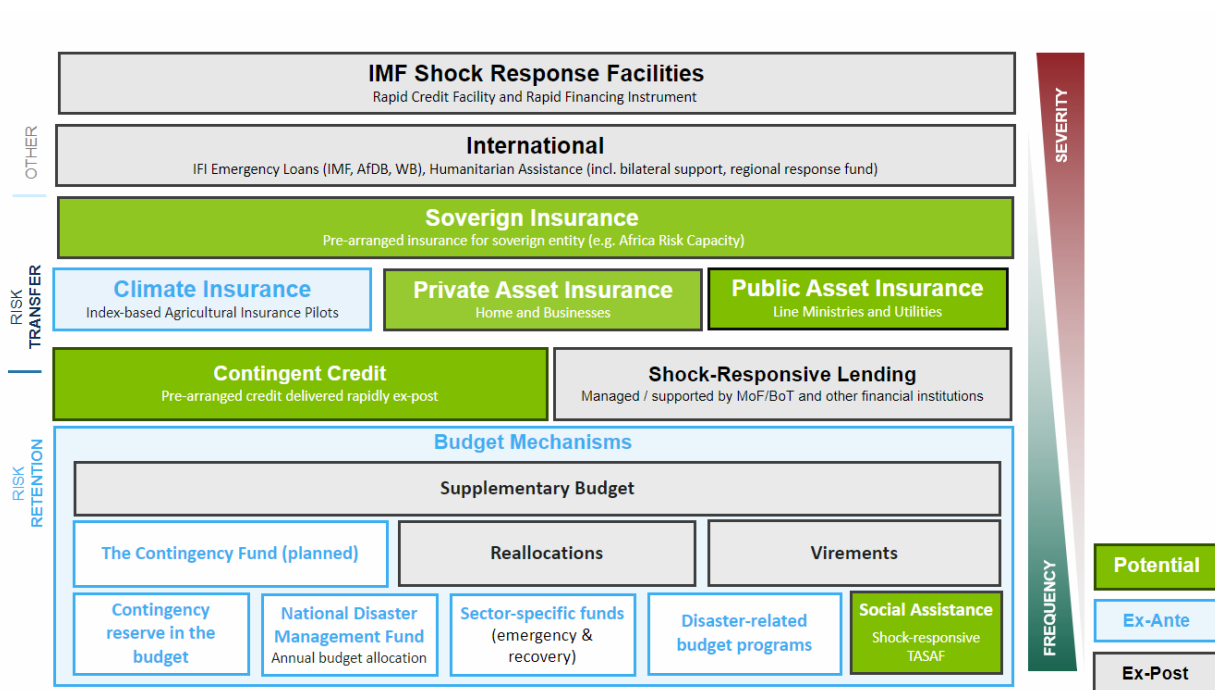 IMF Shock Response Facilities
Rapid Credit Facility and Rapid Financing Instrument
SEVERITY
OTHER
International
IFI Emergency Loans (IMF, AfDB, WB), Humanitarian Assistance (incl. bilateral support, regional response fund)
Soverign Insurance
Pre-arranged insurance for soverign entity (e.g. Africa Risk Capacity)
RISK
TRANSFER
Climate Insurance
Index-based Agricultural Insurance Pilots
Private Asset Insurance
Home and Businesses
Public Asset Insurance
Line Ministries and Utilities
Contingent Credit
Pre-arranged credit delivered rapidly ex-post
Shock-Responsive Lending
Managed / supported by MoF/BoT and other financial institutions
RISK
RETENTION
Budget Mechanisms
Supplementary Budget
The Contingency Fund (planned)
Reallocations
Virements
Contingency
reserve in the
budget
National Disaster
Management Fund
Annual budget allocation
Sector-specific funds
(emergency &
recovery)
Disaster-related
budget programs
Social Assistance
Shock-responsive
TASAF
FREQUENCY
Potential
Ex-Ante
Ex-Post